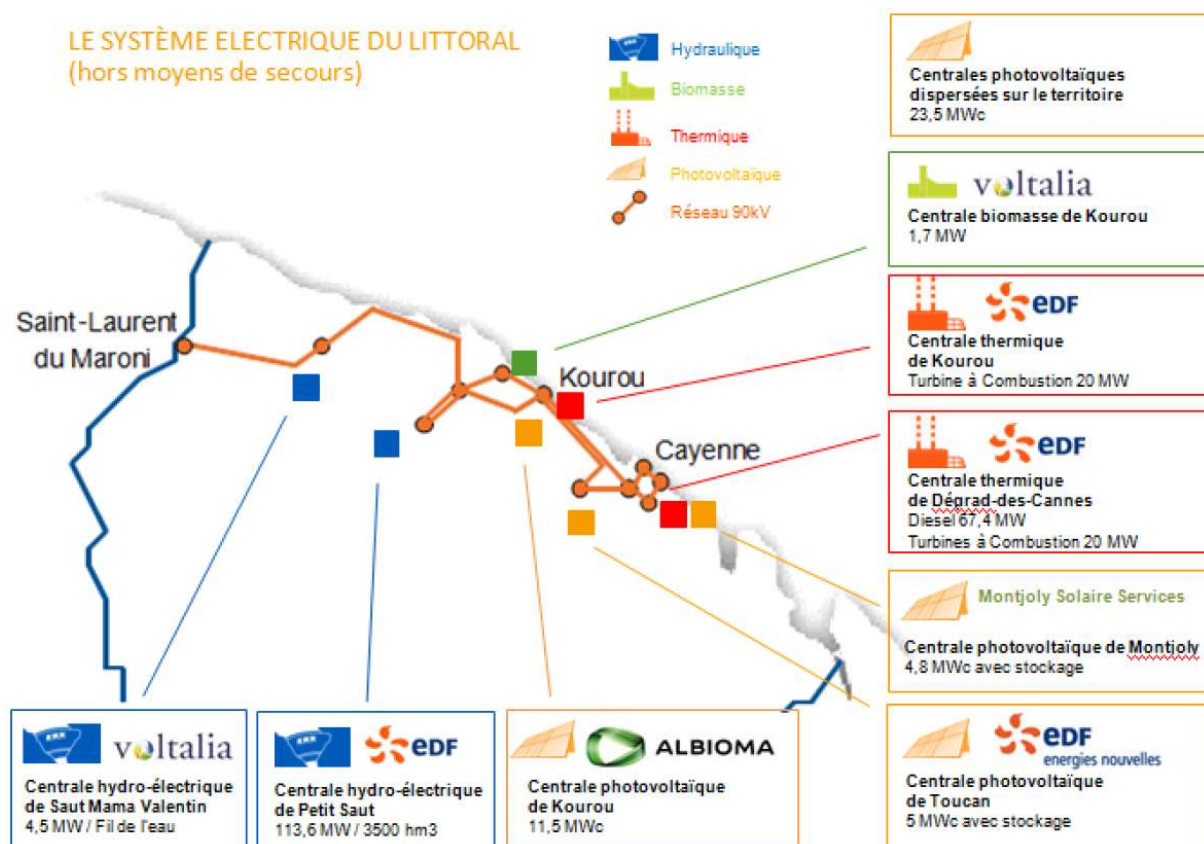 LE SYSTÈME ELECTRIQUE DU LITTORAL
(hors moyens de secours)
Hydraulique
Biomasse
Thermique
Photovoltaïque
Réseau 90kV
Centrales photovoltaïques
dispersées sur le territoire
23,5 MWc
voltalia
Centrale biomasse de Kourou
1,7 MW
EDF
Centrale thermique
de Kourou
Turbine à Combustion 20 MW
EDF
Centrale thermique
de Dégrad-des-Cannes
Diesel 67,4 MW
Turbines à Combustion 20 MW
Montjoly Solaire Services
Centrale photovoltaïque de Montjoly
4,8 MWc avec stockage
EDF
energies nouvelles
Centrale photovoltaïque
de Toucan
5 MWc avec stockage
Saint-Laurent
du Maroni
Kourou
Cayenne
voltalia
Centrale hydro-électrique
de Saut Mama Valentin
4,5 MW / Fil de l'eau
EDF
Centrale hydro-électrique
de Petit Saut
113,6 MW / 3500 hm3
ALBIOMA
Centrale photovoltaïque
de Kourou
11,5 MWc